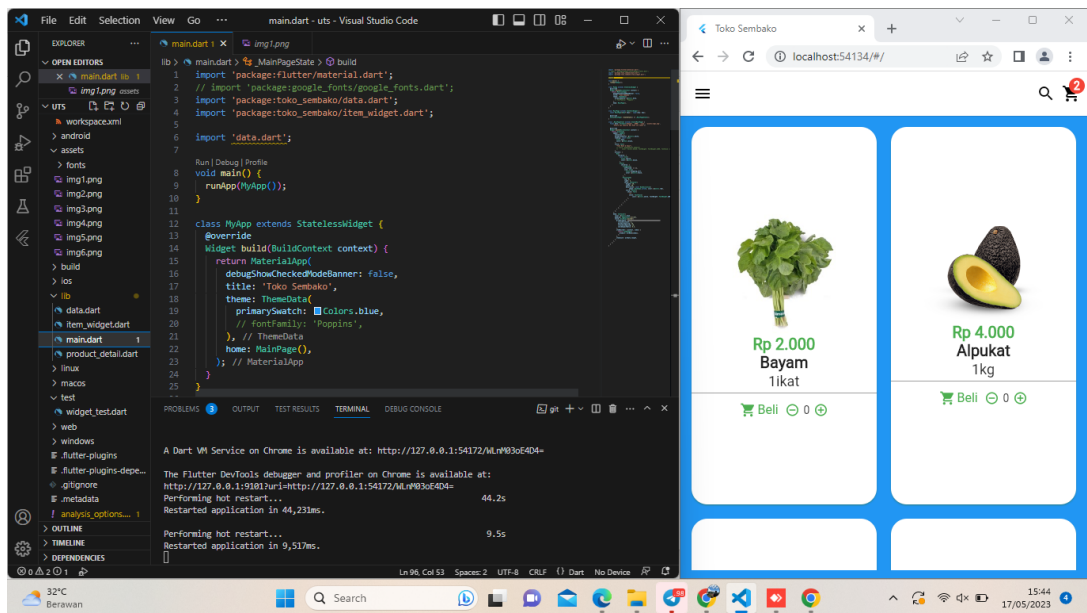 File Edit Selection View Go ··· main.dart - uts - Visual Studio Code
EXPLORER ···
OPEN EDITORS
main.dart lib 1
img1.png assets
UTS
workspace.xml
android
assets
fonts
img1.png
img2.png
img3.png
img4.png
img5.png
img6.png
build
ios
lib
data.dart
item_widget.dart
main.dart 1
product_detail.dart
linux
macos
test
widget_test.dart
web
windows
.flutter-plugins
.flutter-plugins-depe...
.gitignore
.metadata
analysis_options.... 1
OUTLINE
TIMELINE
DEPENDENCIES
main.dart 1 img1.png
lib > main.dart > _MainPageState > build
1 import 'package:flutter/material.dart';
2 // import 'package:google_fonts/google_fonts.dart';
3 import 'package:toko_sembako/data.dart';
4 import 'package:toko_sembako/item_widget.dart';
5
6 import 'data.dart';
7
Run | Debug | Profile
8 void main() {
9 runApp(MyApp());
10 }
11
12 class MyApp extends StatelessWidget {
13 @override
14 Widget build(BuildContext context) {
15 return MaterialApp(
16 debugShowCheckedModeBanner: false,
17 title: 'Toko Sembako',
18 theme: ThemeData(
19 primarySwatch: Colors.blue,
20 // fontFamily: 'Poppins',
21 ), // ThemeData
22 home: MainPage(),
23 ); // MaterialApp
24 }
25 }
PROBLEMS 3 OUTPUT TEST RESULTS TERMINAL DEBUG CONSOLE git
A Dart VM Service on Chrome is available at: http://127.0.0.1:54172/WLnM03oE4D4=
The Flutter DevTools debugger and profiler on Chrome is available at:
http://127.0.0.1:9101?uri=http://127.0.0.1:54172/WLnM03oE4D4=
Performing hot restart... 44.2s
Restarted application in 44,231ms.
Performing hot restart... 9.5s
Restarted application in 9,517ms.
0 2 1 Ln 96, Col 53 Spaces: 2 UTF-8 CRLF {} Dart No Device
Toko Sembako
localhost:54134/#/
2
Rp 2.000
Bayam
1ikat
Beli 0
Rp 4.000
Alpukat
1kg
Beli 0
32°C
Berawan
Search
98
15:44
17/05/2023
4